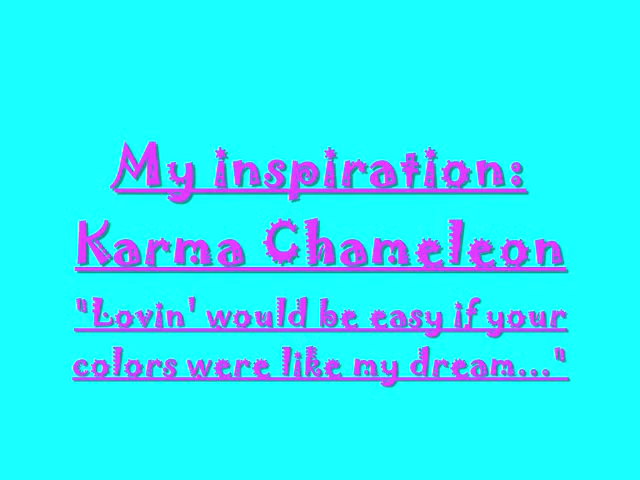 My inspiration:
Karma Chameleon
"Lovin' would be easy if your
colors were like my dream..."